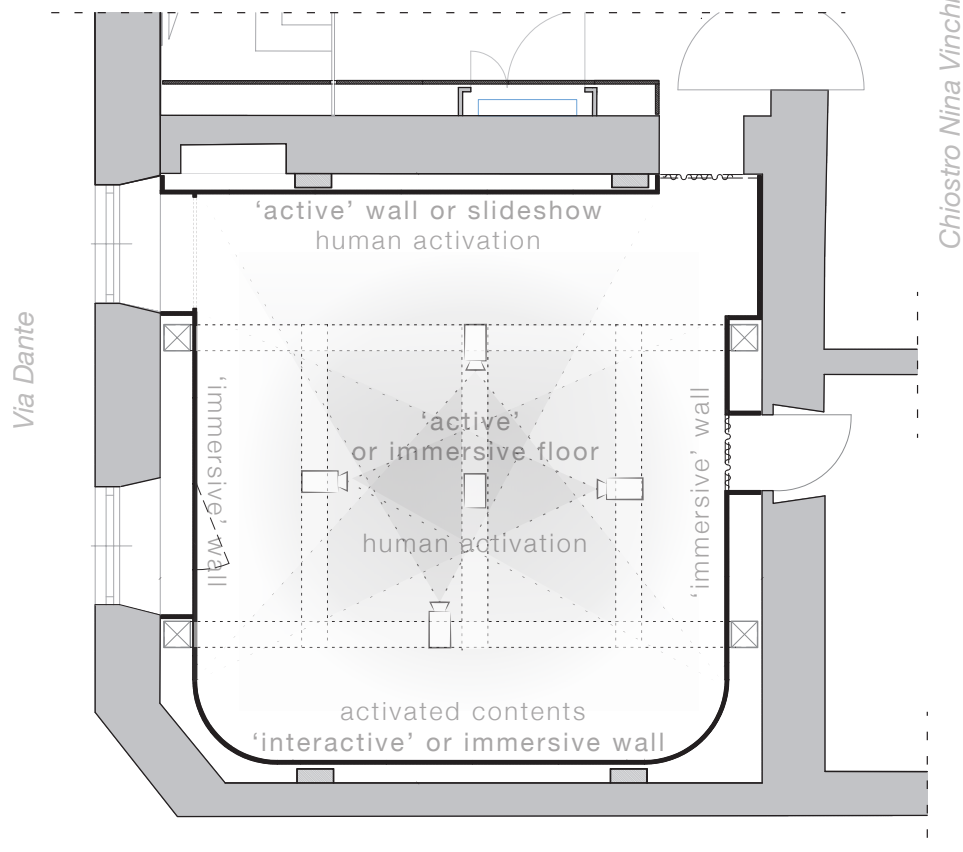 Chiostro Nina Vinchi
‘active’ wall or slideshow
human activation
Via Dante
‘immersive’ wall
‘active’
or immersive floor
‘immersive’ wall
human activation
activated contents
‘interactive’ or immersive wall